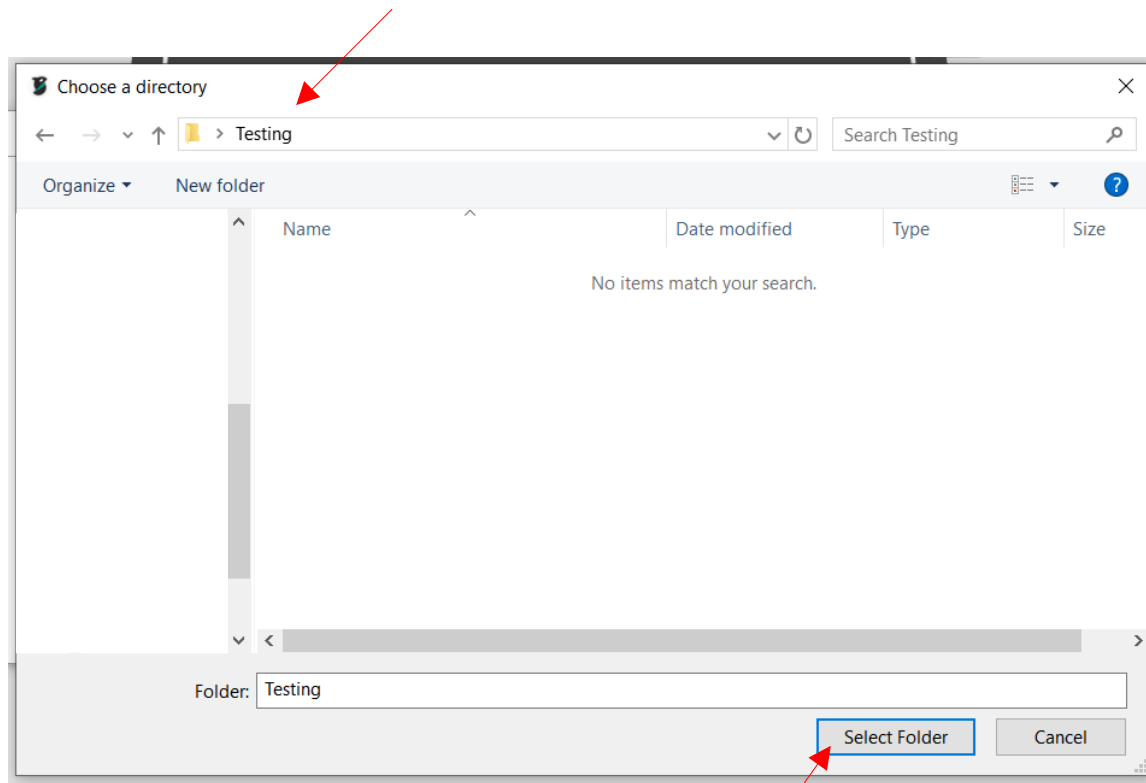 Choose a directory
> Testing
Search Testing
Organize New folder
?
Name Date modified Type Size
No items match your search.
Folder: Testing
Select Folder Cancel